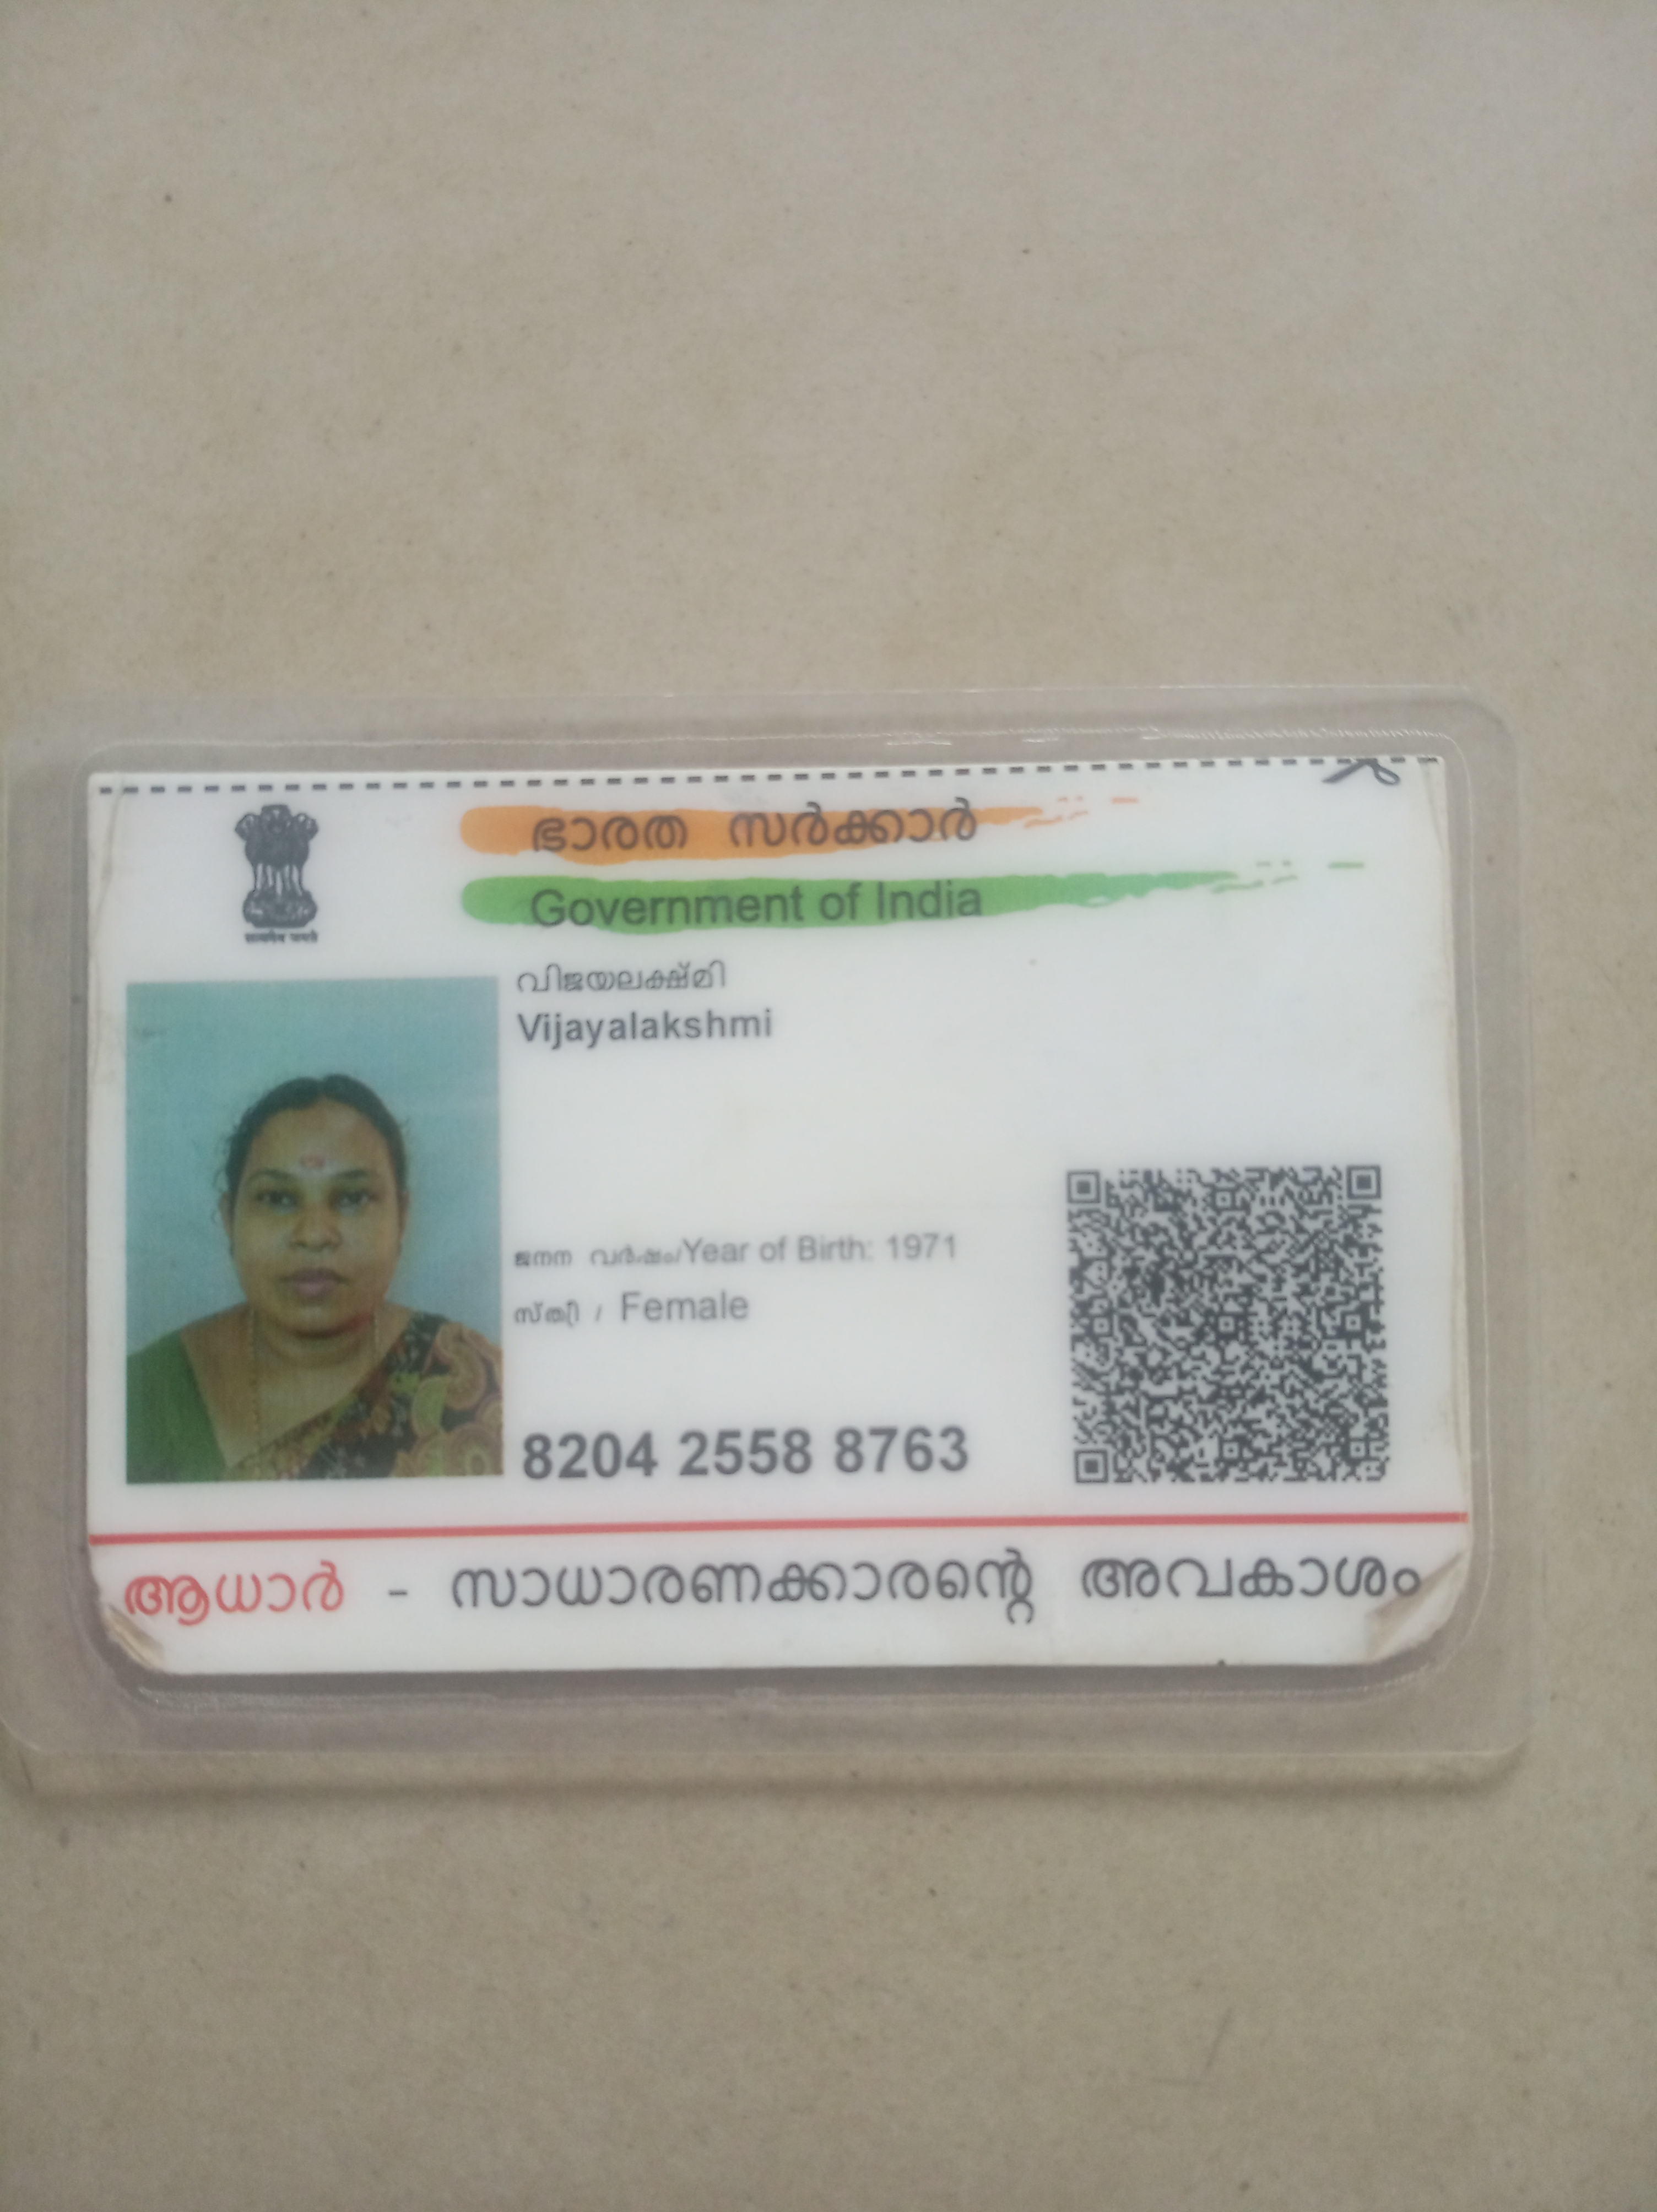 ഭാരത സർക്കാർ
Government of India
सत्यमेव जयते
വിജയലക്ഷ്മി
Vijayalakshmi
ജനന വർഷം/Year of Birth: 1971
സ്ത്രീ / Female
8204 2558 8763
ആധാർ - സാധാരണക്കാരന്റെ അവകാശം